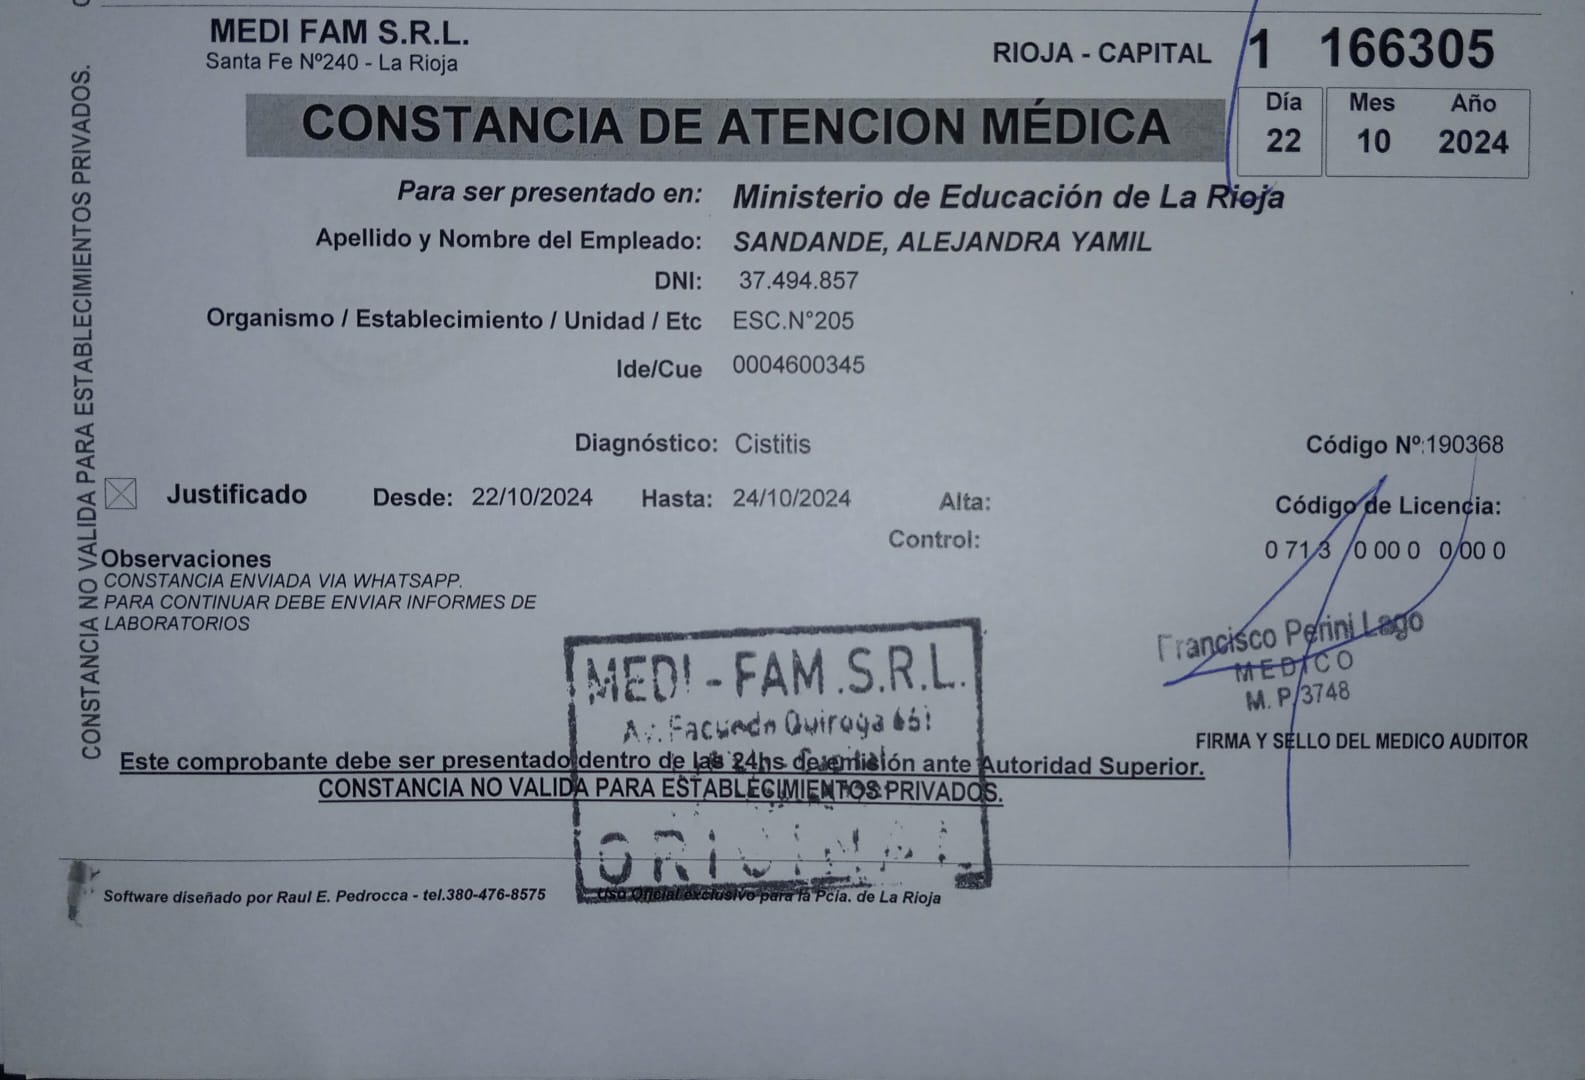 MEDI FAM S.R.L.
Santa Fe Nº240 - La Rioja
RIOJA - CAPITAL 1 166305
CONSTANCIA DE ATENCION MÉDICA
Día Mes Año
22 10 2024
Para ser presentado en: Ministerio de Educación de La Rioja
Apellido y Nombre del Empleado: SANDANDE, ALEJANDRA YAMIL
DNI: 37.494.857
Organismo / Establecimiento / Unidad / Etc ESC.N°205
Ide/Cue 0004600345
Diagnóstico: Cistitis
Código Nº:190368
Justificado Desde: 22/10/2024 Hasta: 24/10/2024 Alta:
Control:
Código de Licencia:
0 71 3 0 00 0 0 00 0
Observaciones
CONSTANCIA ENVIADA VIA WHATSAPP.
PARA CONTINUAR DEBE ENVIAR INFORMES DE
LABORATORIOS
Francisco Perini Lago
MEDICO
M. P. 3748
FIRMA Y SELLO DEL MEDICO AUDITOR
MEDI - FAM .S.R.L.
Av. Facundo Quiroga 651
Este comprobante debe ser presentado dentro de las 24hs de emisión ante Autoridad Superior.
CONSTANCIA NO VALIDA PARA ESTABLECIMIENTOS PRIVADOS.
ORIGINAL
Software diseñado por Raul E. Pedrocca - tel.380-476-8575
Uso Oficial exclusivo para la Pcia. de La Rioja
CONSTANCIA NO VALIDA PARA ESTABLECIMIENTOS PRIVADOS.